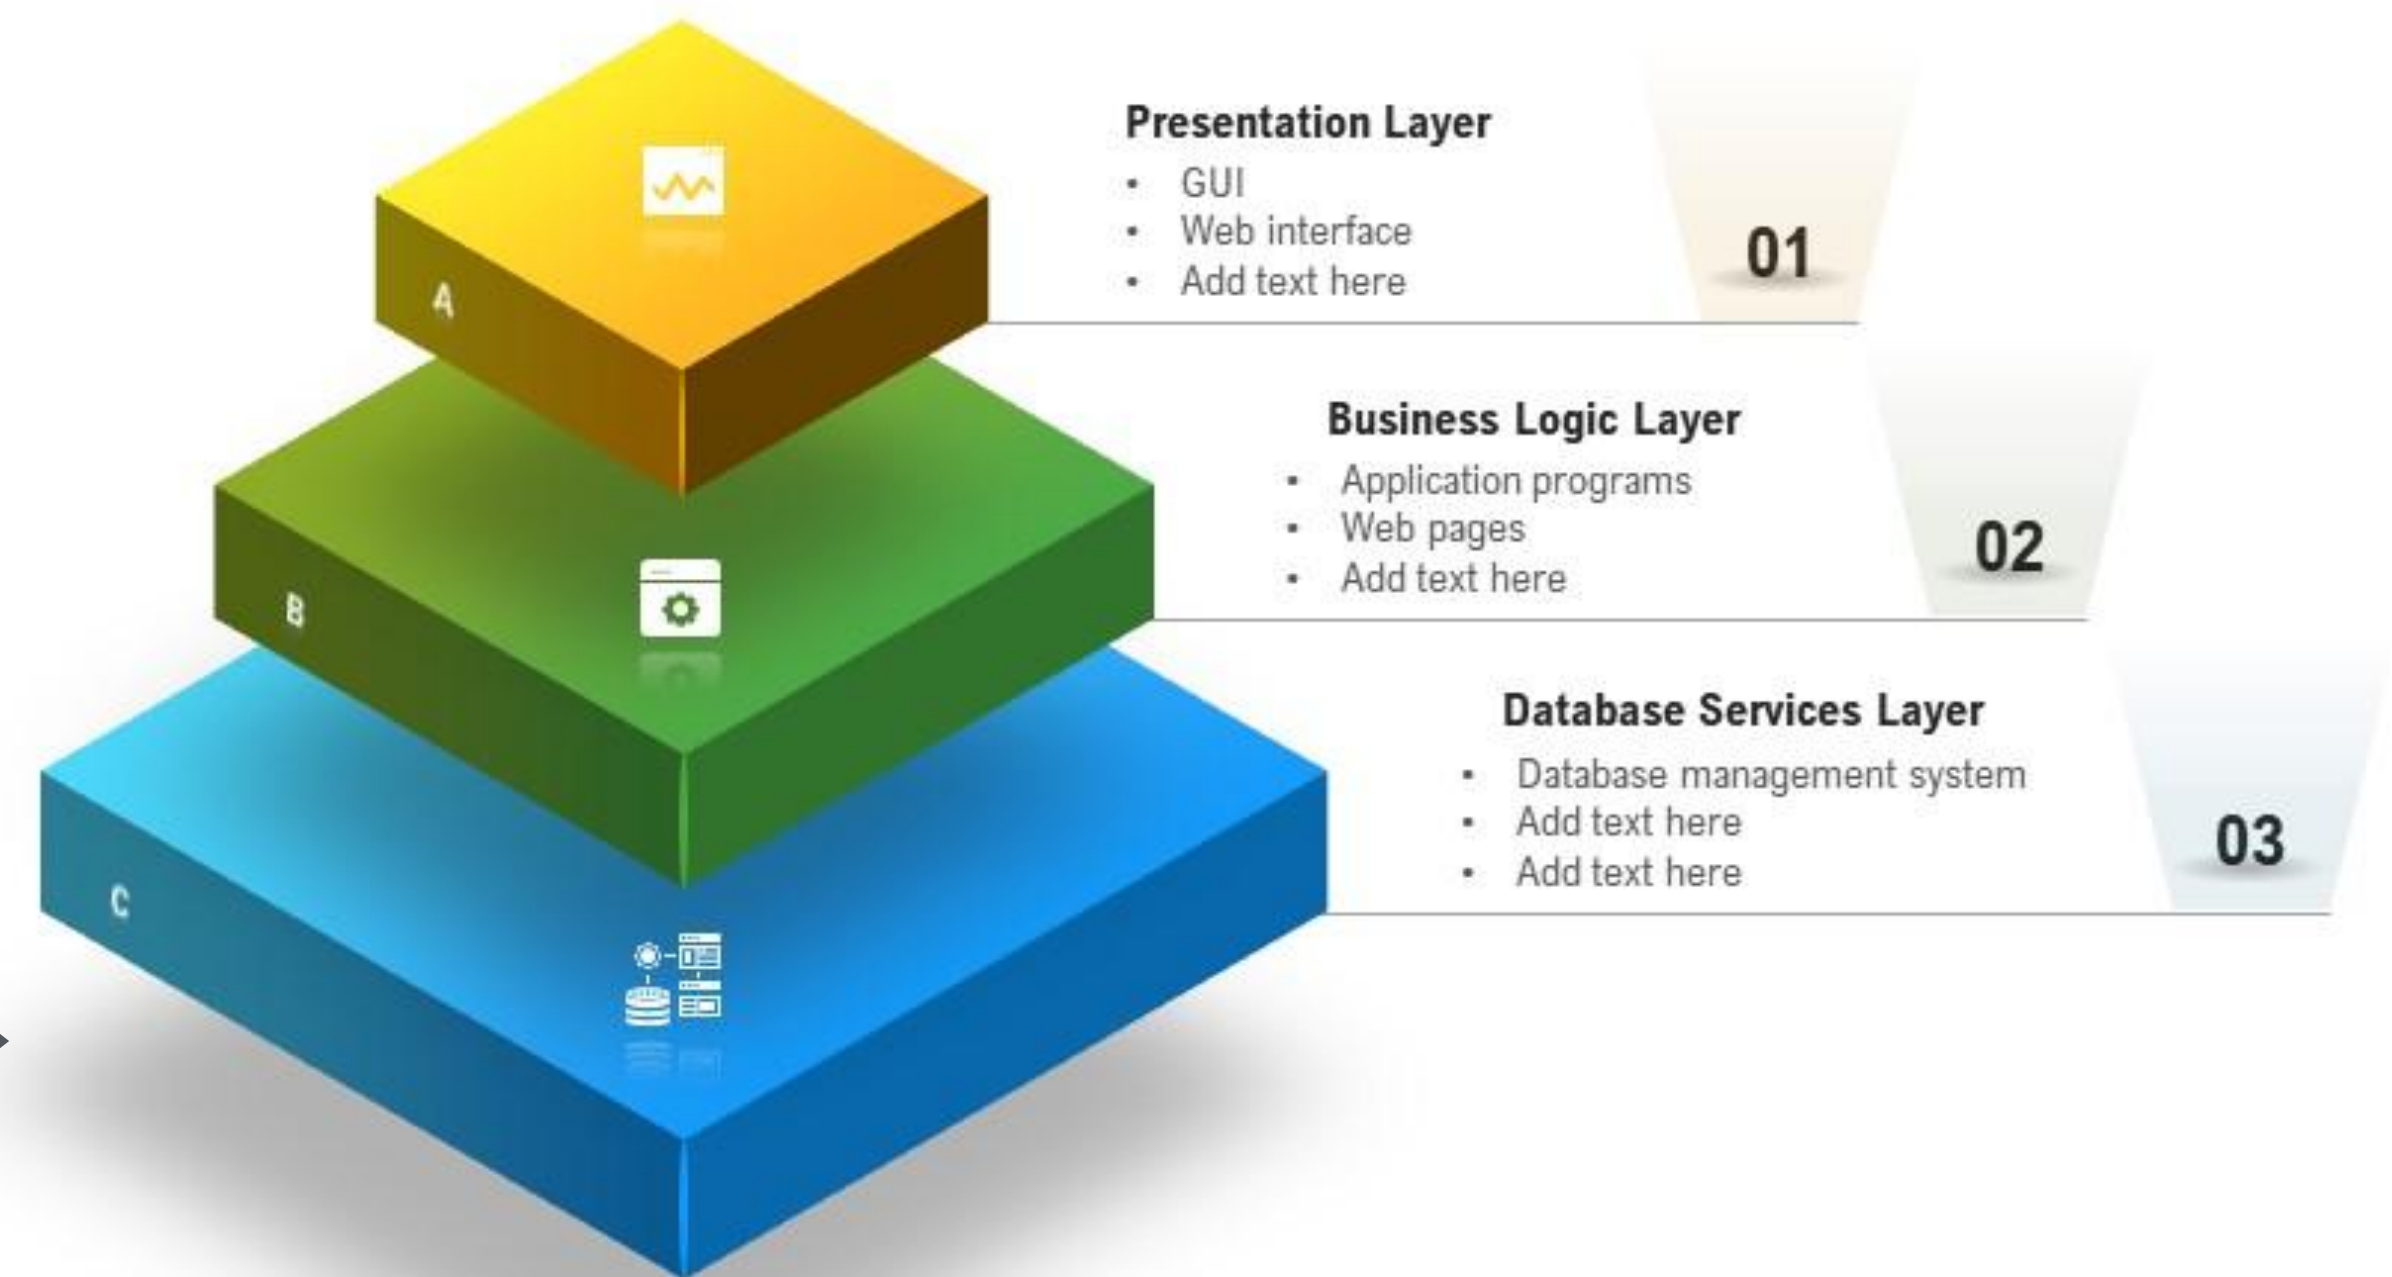 Presentation Layer
• GUI
• Web interface
• Add text here
01
A
Business Logic Layer
• Application programs
• Web pages
• Add text here
02
B
Database Services Layer
• Database management system
• Add text here
• Add text here
03
C